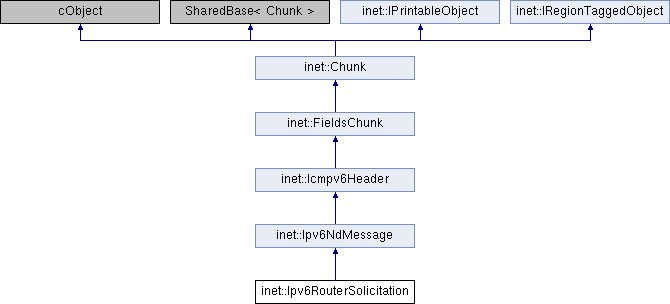 cObject
SharedBase< Chunk >
inet::IPrintableObject
inet::IRegionTaggedObject
inet::Chunk
inet::FieldsChunk
inet::Icmpv6Header
inet::Ipv6NdMessage
inet::Ipv6RouterSolicitation